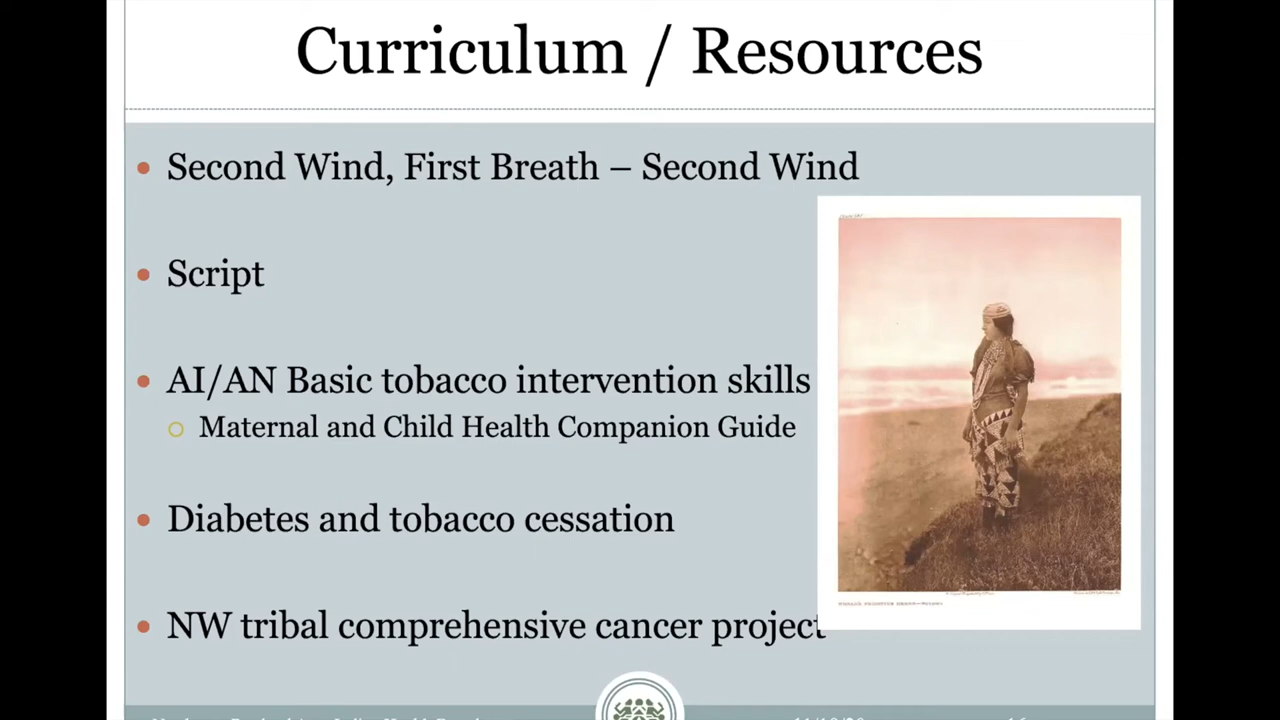 Curriculum / Resources
• Second Wind, First Breath – Second Wind
• Script
• AI/AN Basic tobacco intervention skills
○ Maternal and Child Health Companion Guide
• Diabetes and tobacco cessation
• NW tribal comprehensive cancer project